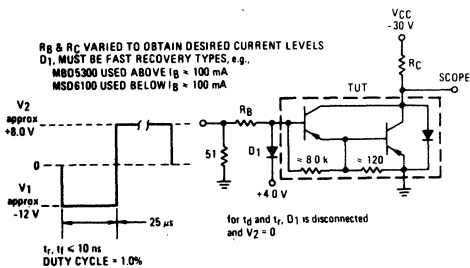 VCC
-30 V
RB & RC VARIED TO OBTAIN DESIRED CURRENT LEVELS
D1, MUST BE FAST RECOVERY TYPES, e.g.,
MBD5300 USED ABOVE IB ≈ 100 mA
MSD6100 USED BELOW IB ≈ 100 mA
RC
SCOPE
TUT
V2
approx
+8.0 V
RB
51
D1
≈ 8.0 k
≈ 120
0
+4.0 V
V1
approx
-12 V
25 μs
for td and tr, D1 is disconnected
and V2 = 0
tr, tf ≤ 10 ns
DUTY CYCLE = 1.0%